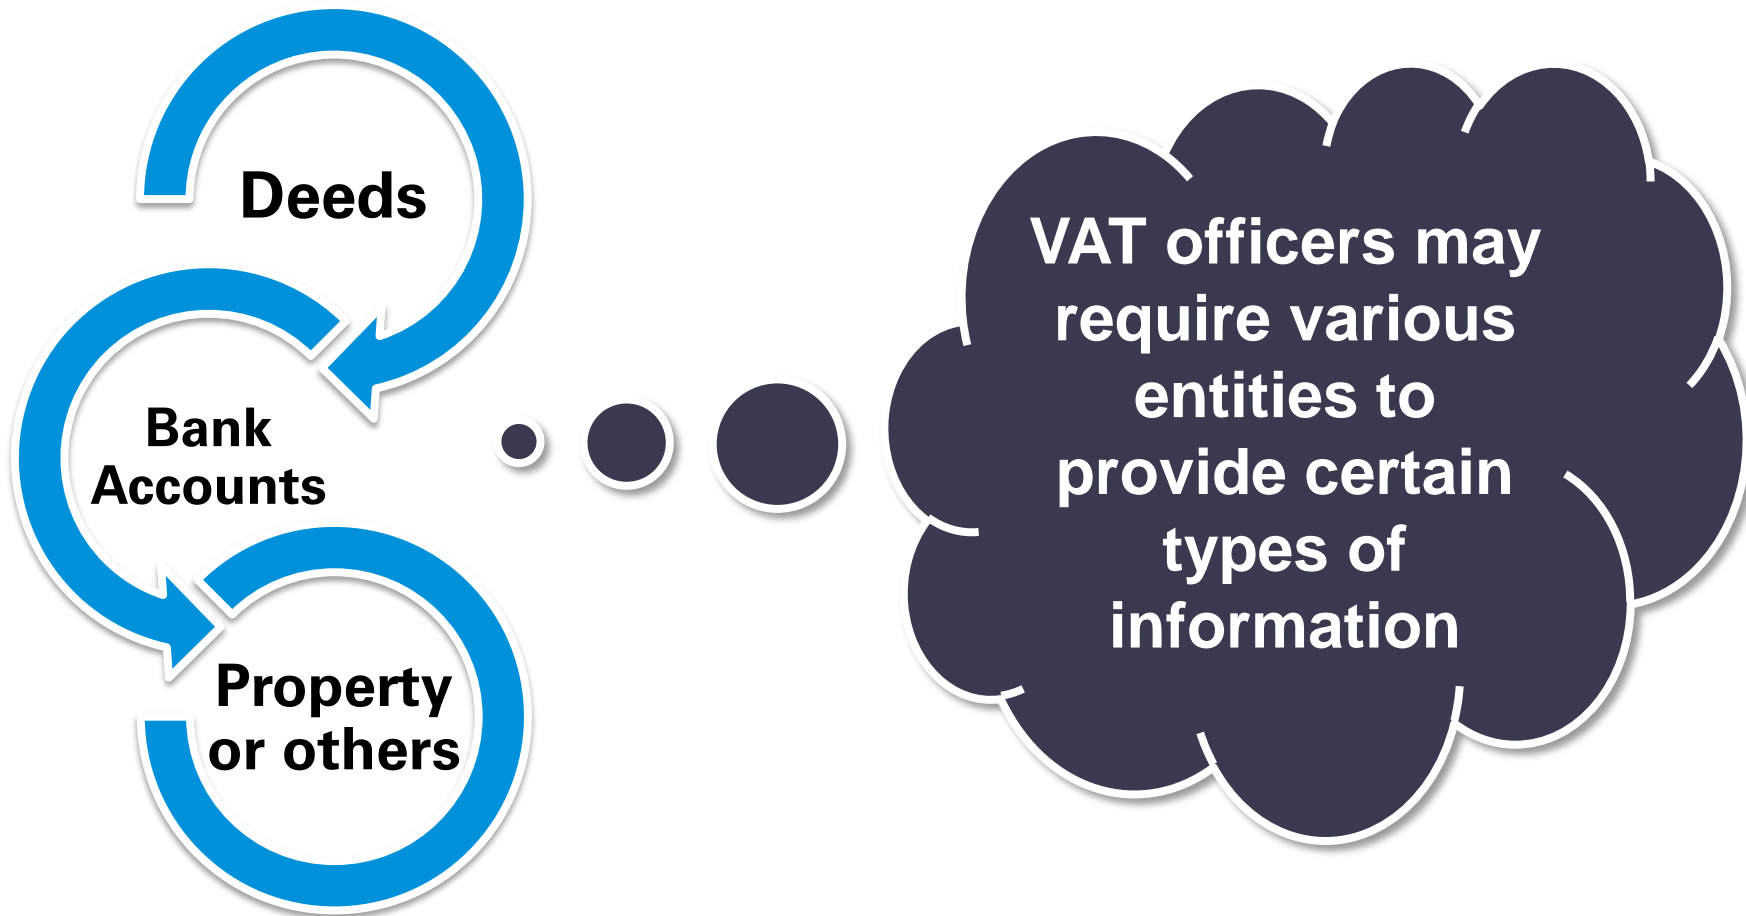 Deeds
Bank
Accounts
Property
or others
VAT officers may
require various
entities to
provide certain
types of
information